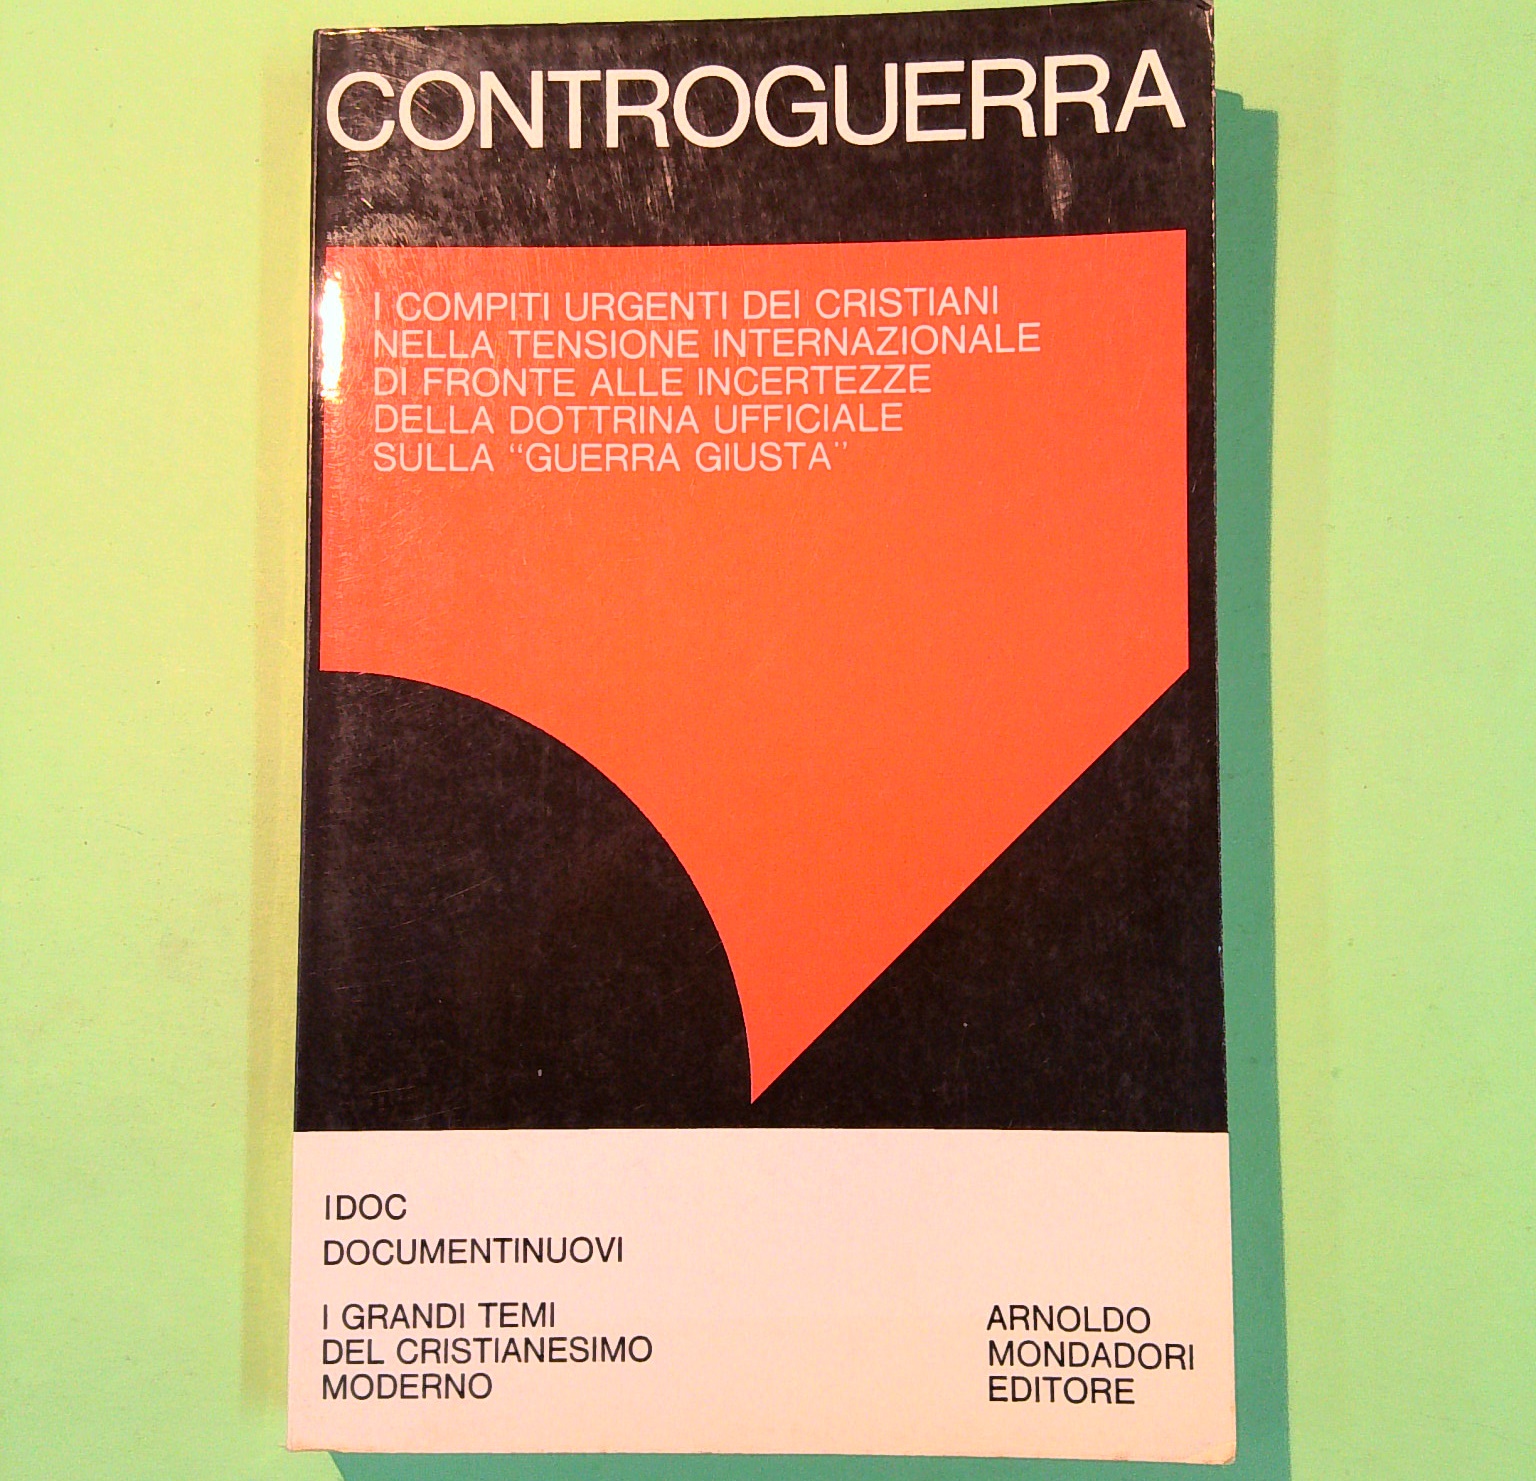 CONTROGUERRA
I COMPITI URGENTI DEI CRISTIANI
NELLA TENSIONE INTERNAZIONALE
DI FRONTE ALLE INCERTEZZE
DELLA DOTTRINA UFFICIALE
SULLA “GUERRA GIUSTA”
IDOC
DOCUMENTINUOVI
I GRANDI TEMI
DEL CRISTIANESIMO
MODERNO
ARNOLDO
MONDADORI
EDITORE